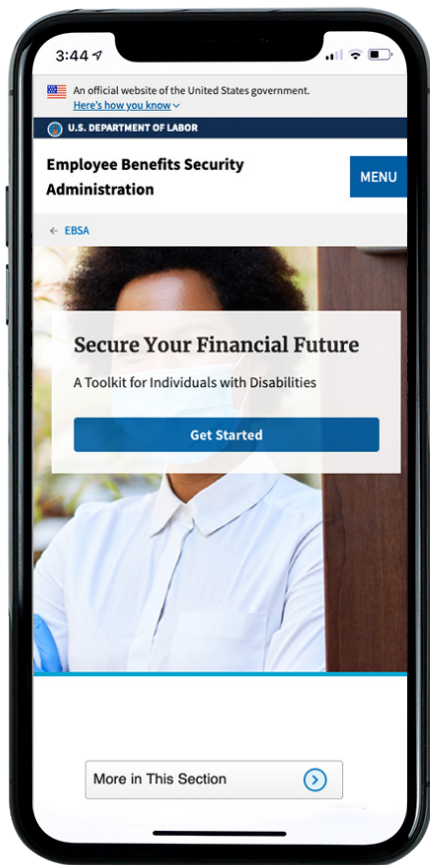 3:44
An official website of the United States government.
Here's how you know
U.S. DEPARTMENT OF LABOR
Employee Benefits Security
Administration
MENU
← EBSA
Secure Your Financial Future
A Toolkit for Individuals with Disabilities
Get Started
More in This Section